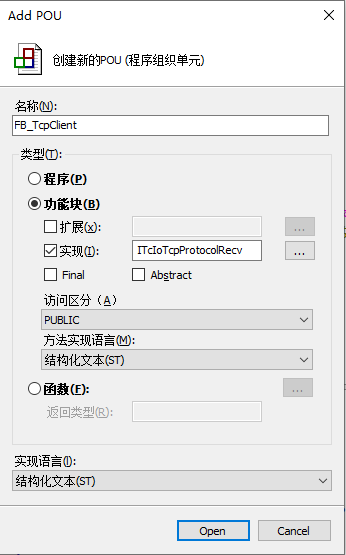 Add POU
创建新的POU (程序组织单元)
名称(N):
FB_TcpClient
类型(T):
程序(P)
功能块(B)
扩展(x):
...
实现(I):
ITcIoTcpProtocolRecv
...
Final
Abstract
访问区分（A）
PUBLIC
方法实现语言(M):
结构化文本(ST)
函数(F):
...
返回类型(R):
实现语言(I):
结构化文本(ST)
Open
Cancel